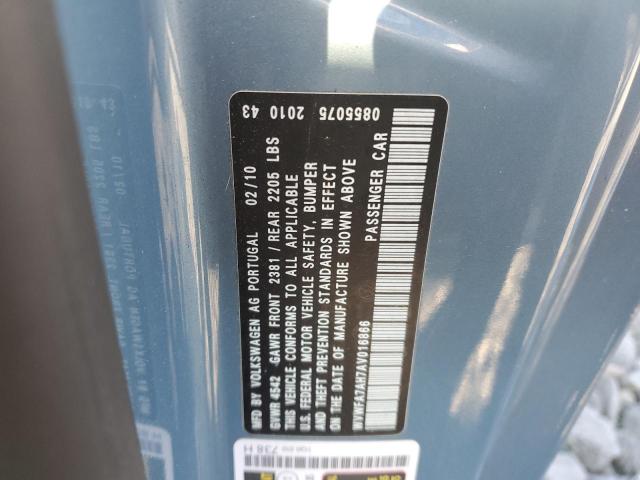 2010 43 0855075
MFD BY VOLKSWAGEN AG PORTUGAL 02/10
GVWR 4542 GAWR FRONT 2381 / REAR 2205 LBS
THIS VEHICLE CONFORMS TO ALL APPLICABLE
U.S. FEDERAL MOTOR VEHICLE SAFETY, BUMPER
AND THEFT PREVENTION STANDARDS IN EFFECT
ON THE DATE OF MANUFACTURE SHOWN ABOVE
WVWFA7AH7AV016866 PASSENGER CAR
738 H